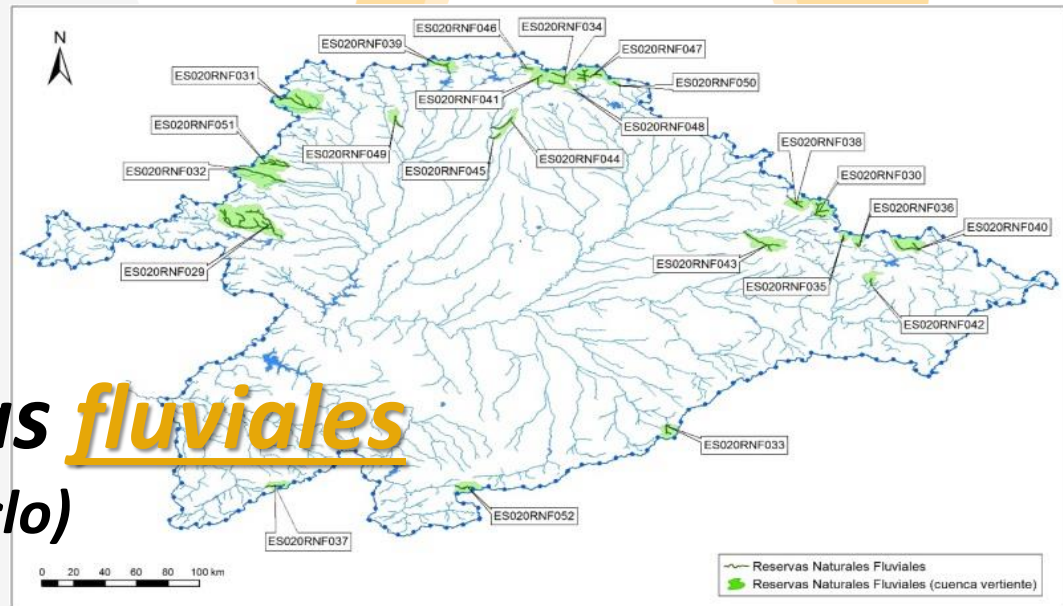 N
ES020RNF046
ES020RNF034
ES020RNF039
ES020RNF047
ES020RNF031
ES020RNF041
ES020RNF050
ES020RNF051
ES020RNF048
ES020RNF049
ES020RNF038
ES020RNF045
ES020RNF044
ES020RNF032
ES020RNF030
ES020RNF036
ES020RNF040
ES020RNF043
ES020RNF029
ES020RNF035
ES020RNF042
fluviales
ES020RNF033
ES020RNF052
ES020RNF037
0 20 40 60 80 100 km
Reservas Naturales Fluviales
Reservas Naturales Fluviales (cuenca vertiente)